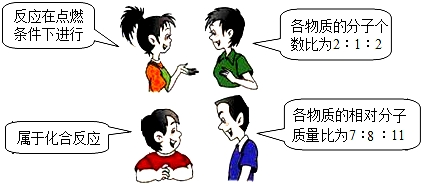 反应在点燃
条件下进行
各物质的分子个
数比为2：1：2
属于化合反应
各物质的相对分子
质量比为7：8：11